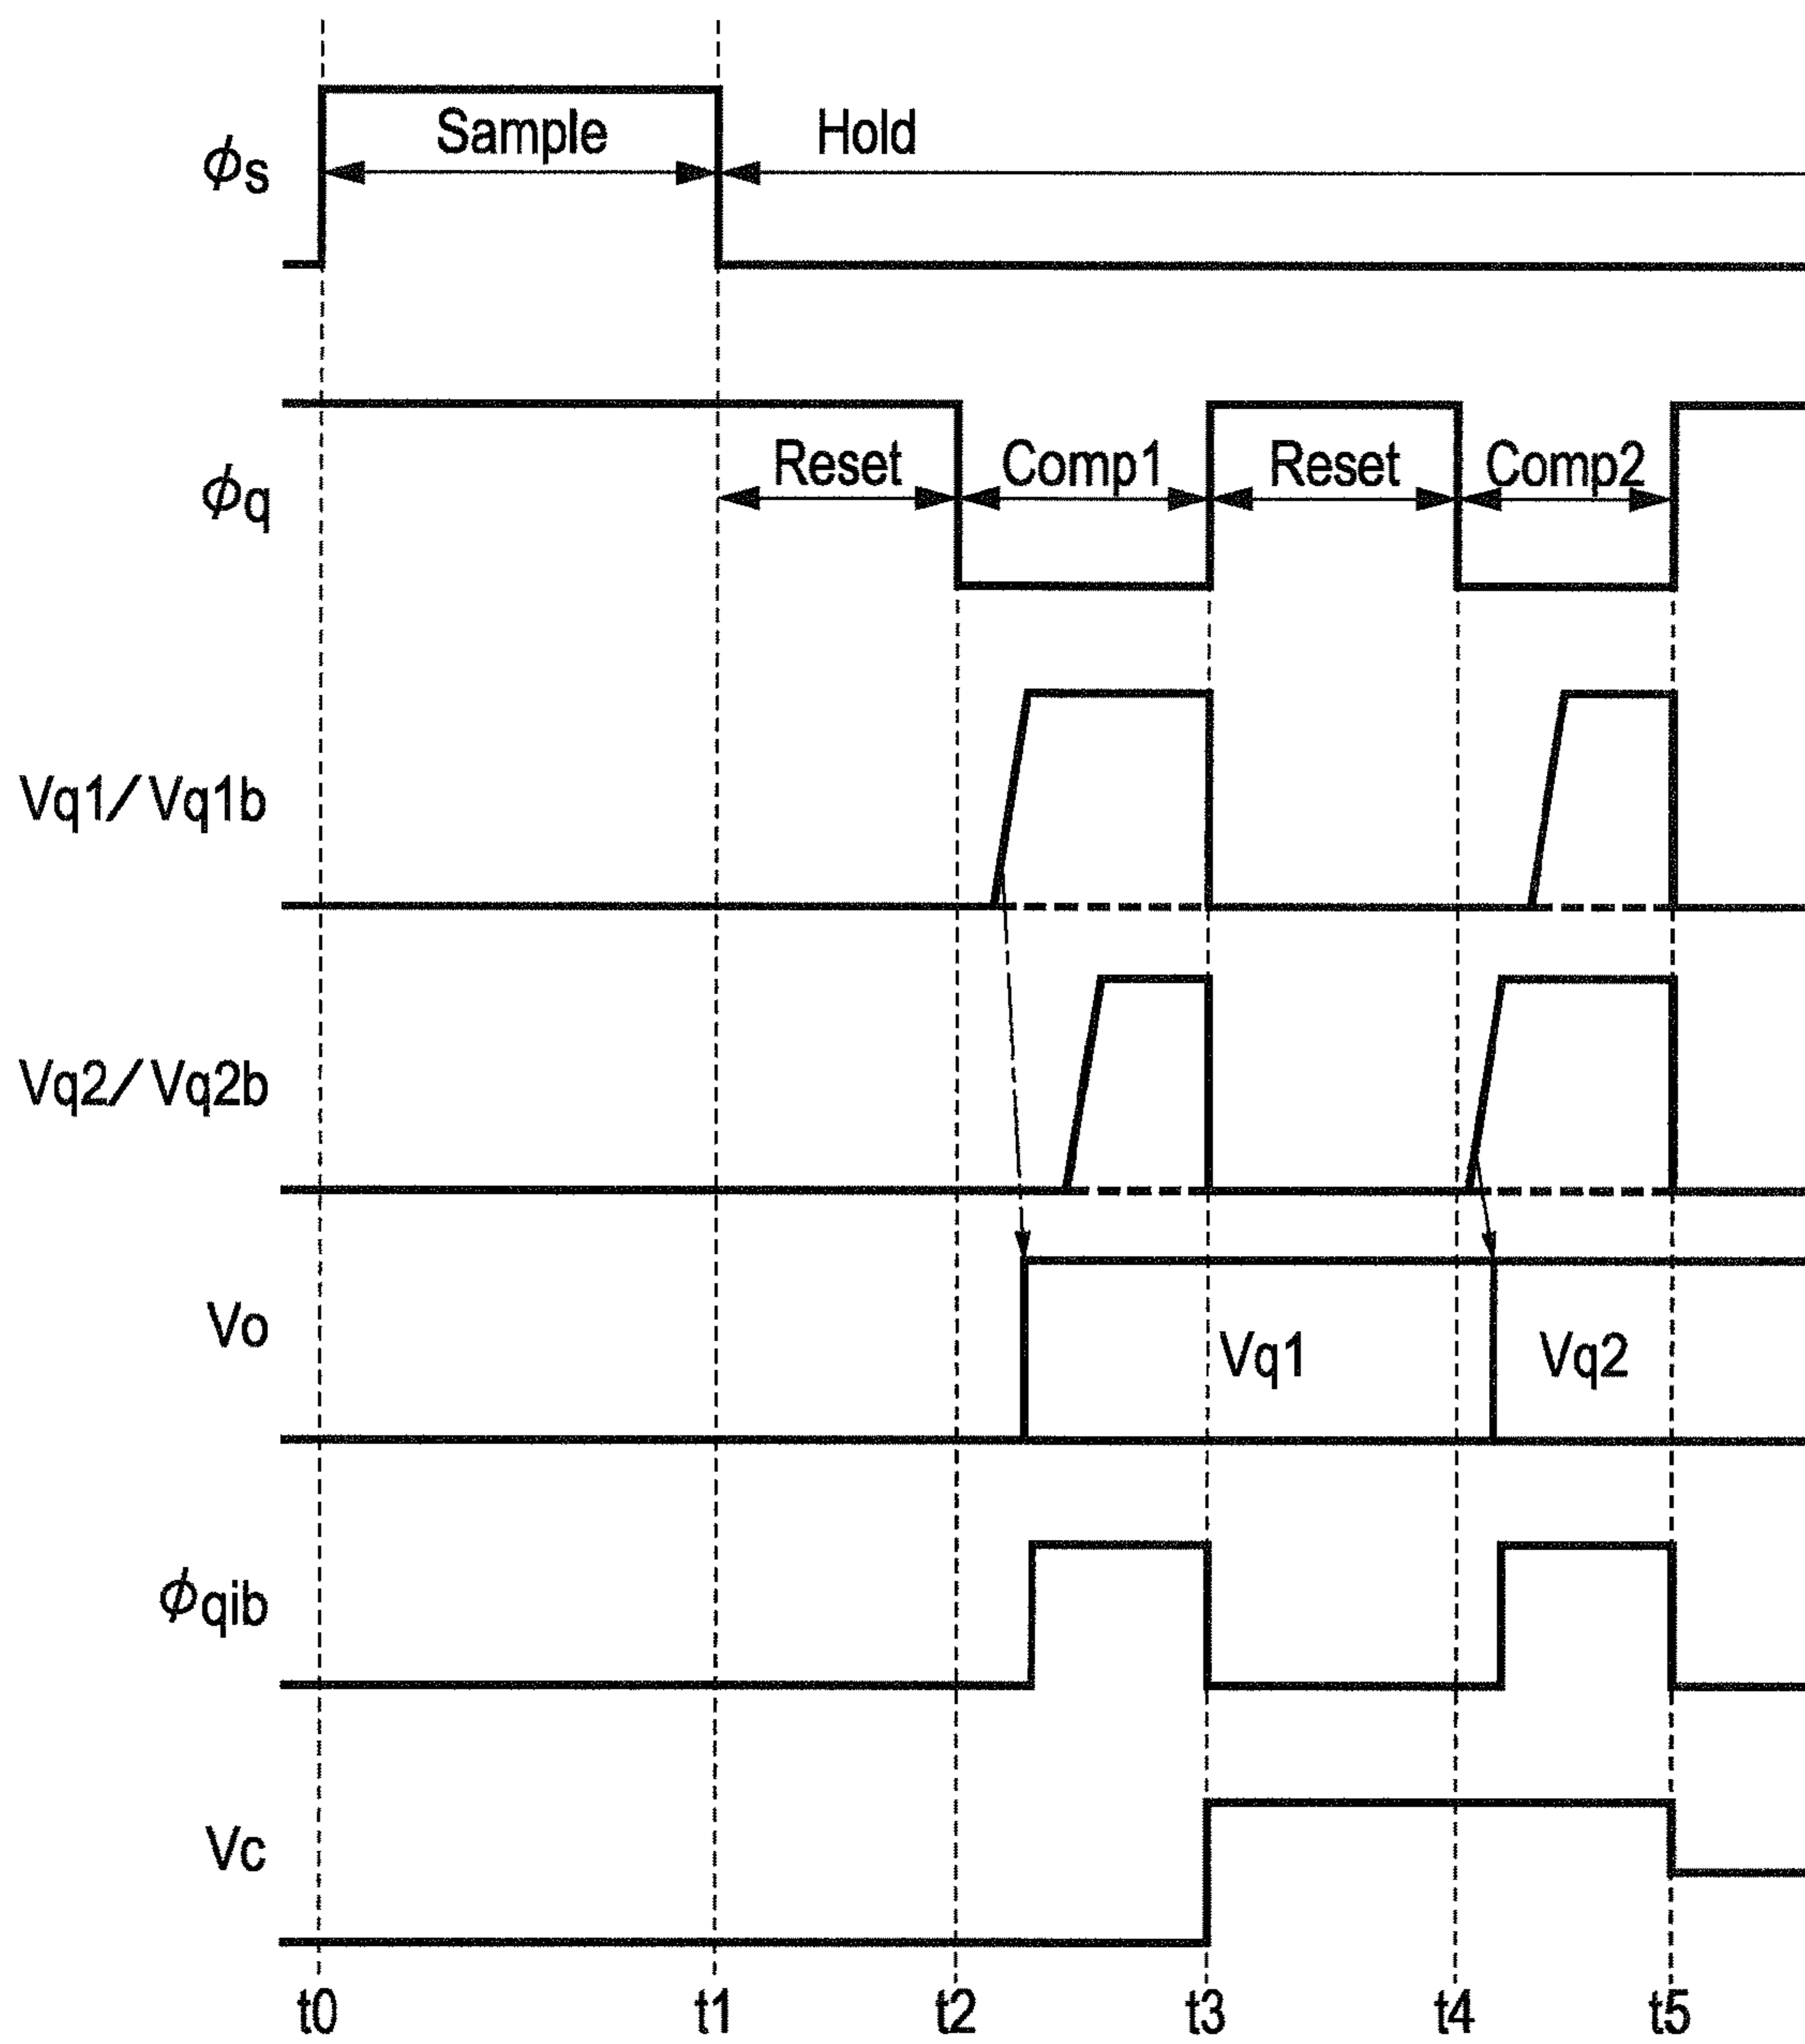 Sample Hold
ϕs
Reset Comp1 Reset Comp2
ϕq
Vq1/Vq1b
Vq2/Vq2b
Vo
Vq1 Vq2
ϕqib
Vc
t0 t1 t2 t3 t4 t5